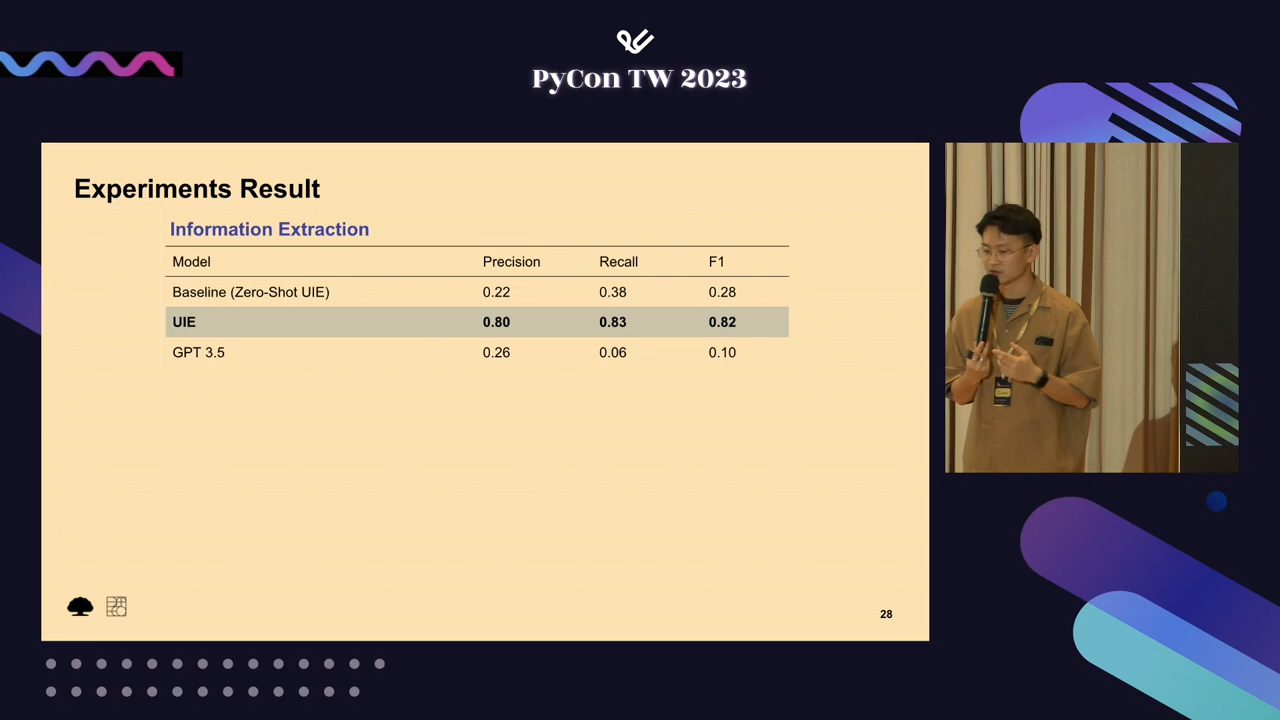 PyCon TW 2023
Experiments Result
Information Extraction
Model Precision Recall F1
Baseline (Zero-Shot UIE) 0.22 0.38 0.28
UIE 0.80 0.83 0.82
GPT 3.5 0.26 0.06 0.10
28